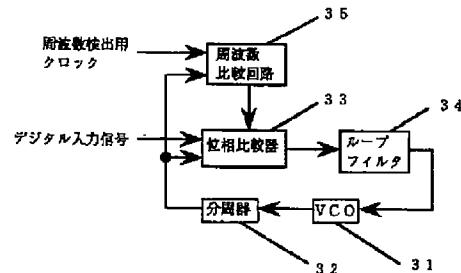 ３５
周波数検出用
クロック
周波数
比較回路
３３
３４
デジタル入力信号
位相比較器
ループ
フィルタ
分周器
ＶＣＯ
３２
３１